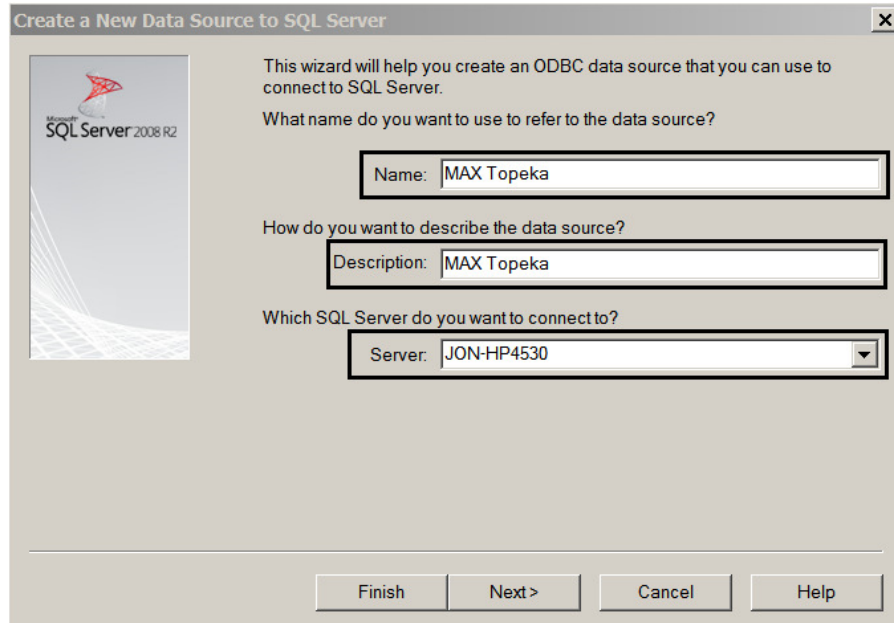 Create a New Data Source to SQL Server
This wizard will help you create an ODBC data source that you can use to
connect to SQL Server.
What name do you want to use to refer to the data source?
Microsoft
SQL Server 2008 R2
Name: MAX Topeka
How do you want to describe the data source?
Description: MAX Topeka
Which SQL Server do you want to connect to?
Server: JON-HP4530
Finish Next > Cancel Help